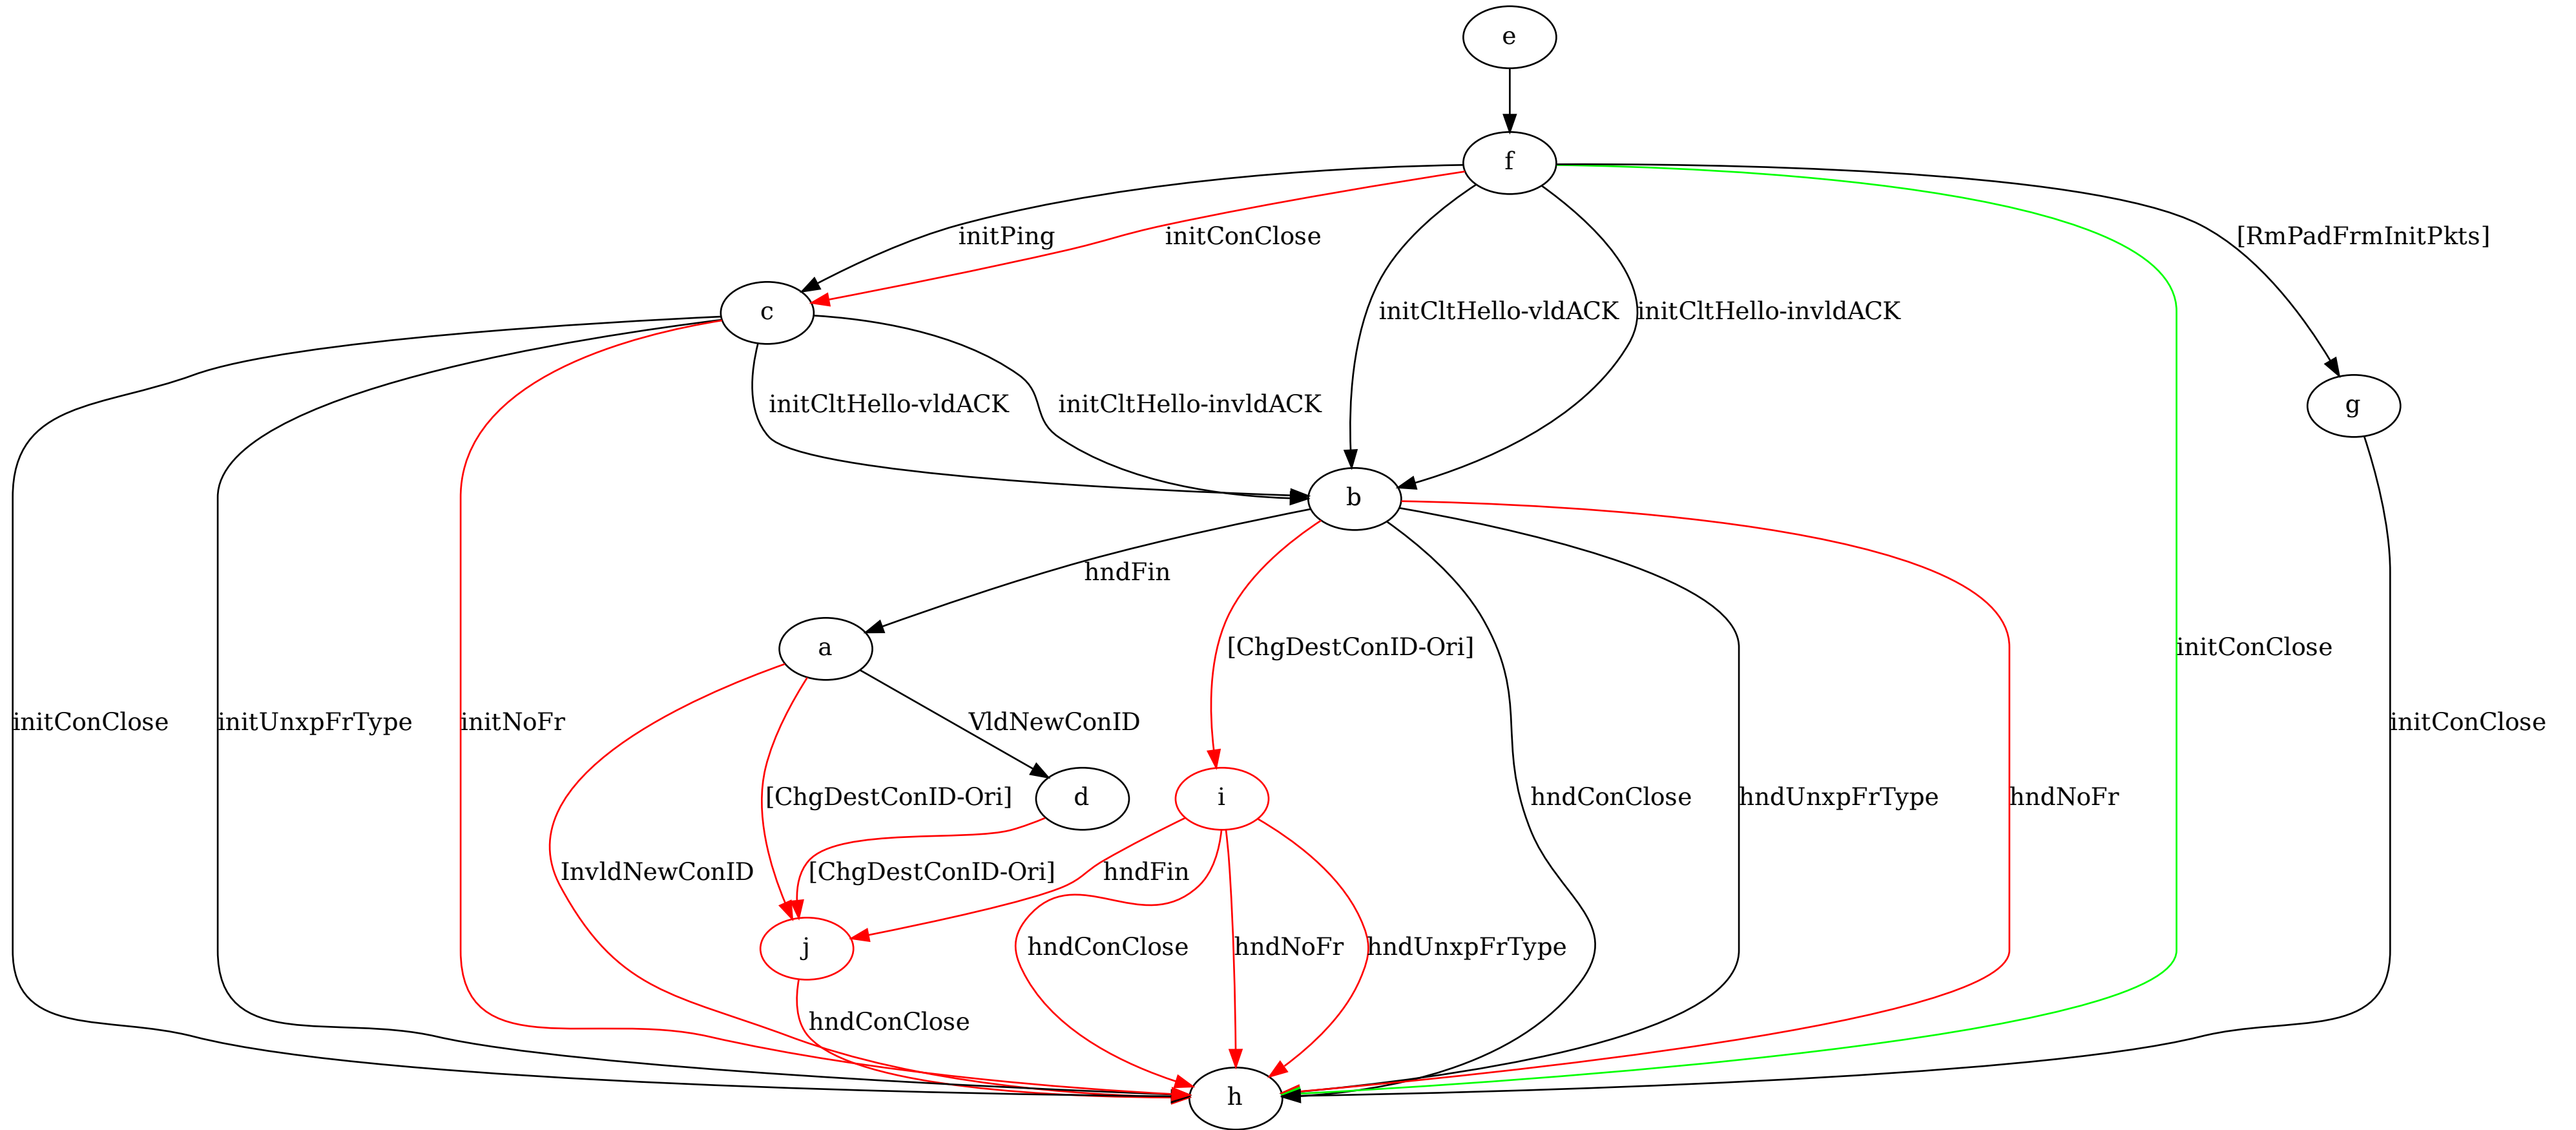 e
f
initPing
initConClose
[RmPadFrmInitPkts]
c
initCltHello-vldACK
initCltHello-invldACK
initCltHello-vldACK
initCltHello-invldACK
g
b
hndFin
a
[ChgDestConID-Ori]
initConClose
initConClose
initUnxpFrType
initNoFr
VldNewConID
initConClose
[ChgDestConID-Ori]
d
i
hndConClose
hndUnxpFrType
hndNoFr
InvldNewConID
[ChgDestConID-Ori]
hndFin
j
hndConClose
hndNoFr
hndUnxpFrType
hndConClose
h